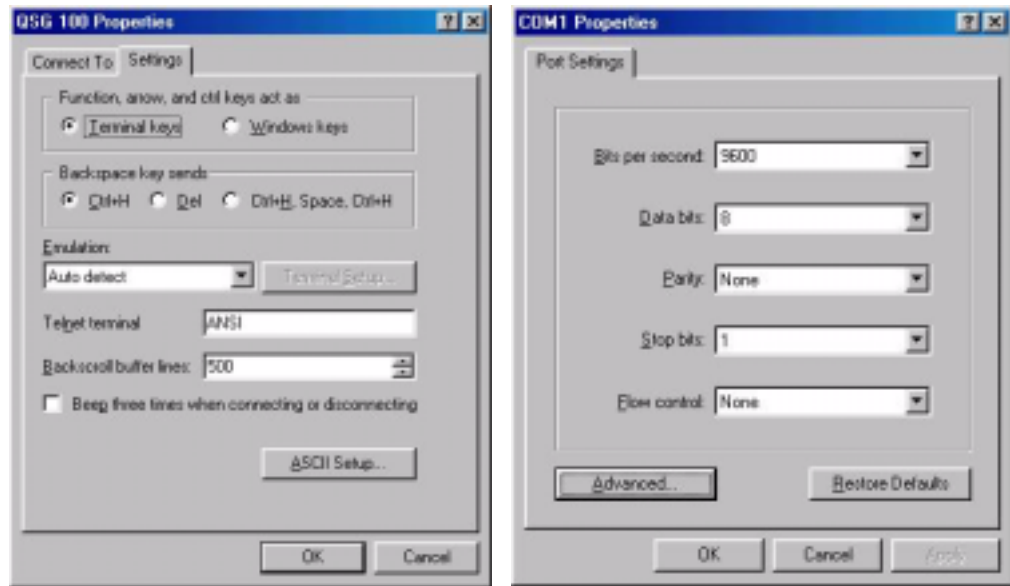 QSG 100 Properties
Connect To
Settings
Function, arrow, and ctrl keys act as
Terminal keys
Windows keys
Backspace key sends
Ctrl+H
Del
Ctrl+H, Space, Ctrl+H
Emulation:
Auto detect
Terminal Setup...
Telnet terminal
ANSI
Backscroll buffer lines:
500
Beep three times when connecting or disconnecting
ASCII Setup...
OK
Cancel
COM1 Properties
Port Settings
Bits per second:
9600
Data bits:
8
Parity:
None
Stop bits:
1
Flow control:
None
Advanced...
Restore Defaults
OK
Cancel
Apply